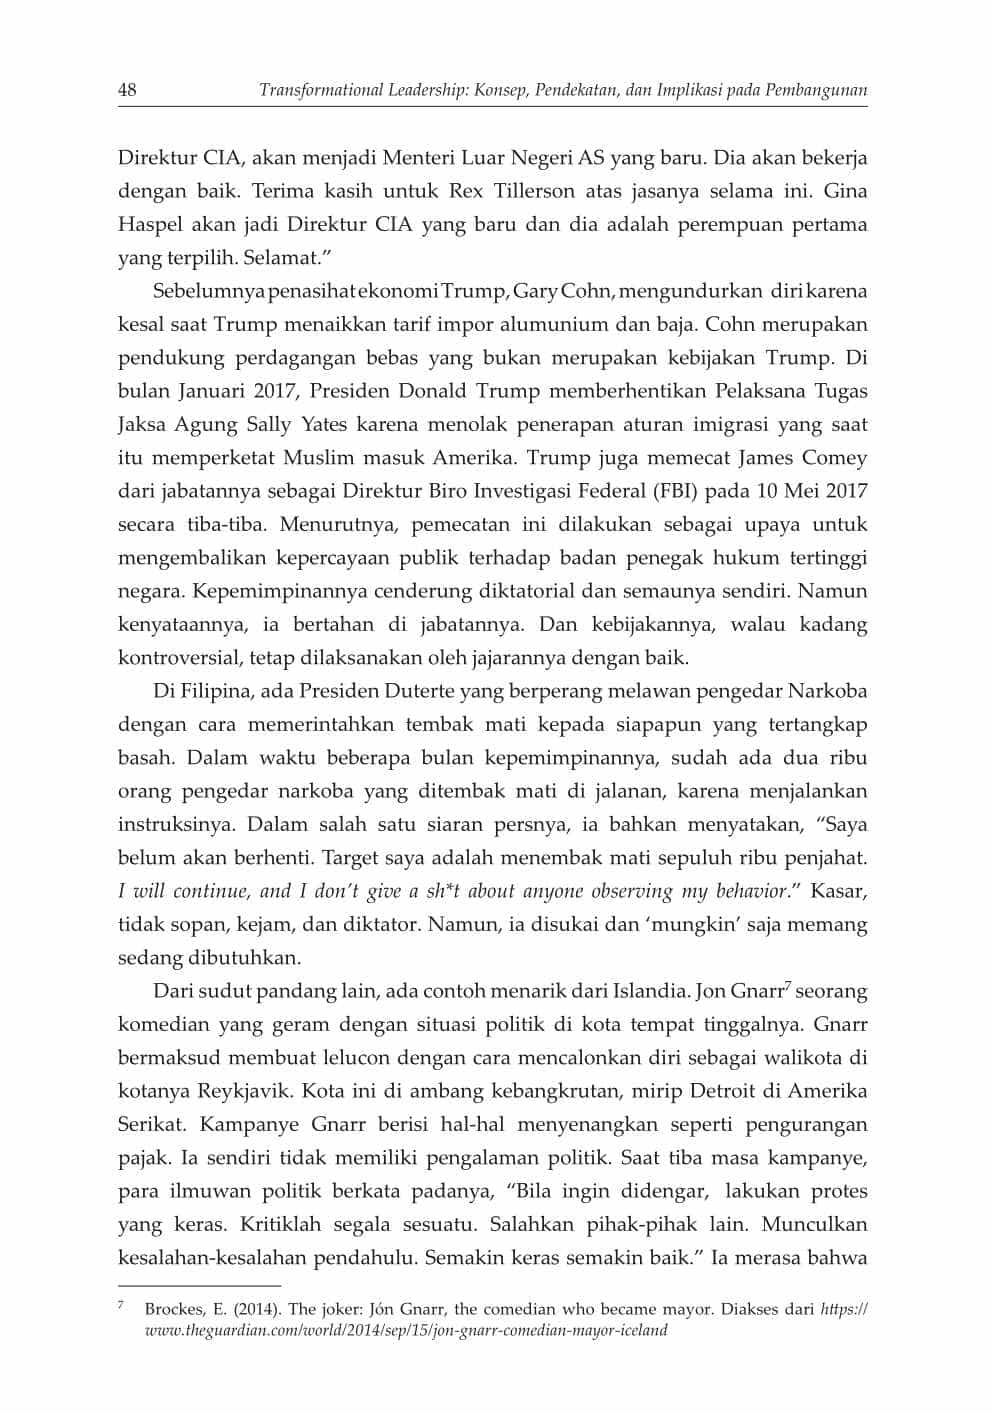 48
Transformational Leadership: Konsep, Pendekatan, dan Implikasi pada Pembangunan
Direktur CIA, akan menjadi Menteri Luar Negeri AS yang baru. Dia akan bekerja
dengan baik. Terima kasih untuk Rex Tillerson atas jasanya selama ini. Gina
Haspel akan jadi Direktur CIA yang baru dan dia adalah perempuan pertama
yang terpilih. Selamat.”
Sebelumnya penasihat ekonomi Trump, Gary Cohn, mengundurkan diri karena
kesal saat Trump menaikkan tarif impor alumunium dan baja. Cohn merupakan
pendukung perdagangan bebas yang bukan merupakan kebijakan Trump. Di
bulan Januari 2017, Presiden Donald Trump memberhentikan Pelaksana Tugas
Jaksa Agung Sally Yates karena menolak penerapan aturan imigrasi yang saat
itu memperketat Muslim masuk Amerika. Trump juga memecat James Comey
dari jabatannya sebagai Direktur Biro Investigasi Federal (FBI) pada 10 Mei 2017
secara tiba-tiba. Menurutnya, pemecatan ini dilakukan sebagai upaya untuk
mengembalikan kepercayaan publik terhadap badan penegak hukum tertinggi
negara. Kepemimpinannya cenderung diktatorial dan semaunya sendiri. Namun
kenyataannya, ia bertahan di jabatannya. Dan kebijakannya, walau kadang
kontroversial, tetap dilaksanakan oleh jajarannya dengan baik.
Di Filipina, ada Presiden Duterte yang berperang melawan pengedar Narkoba
dengan cara memerintahkan tembak mati kepada siapapun yang tertangkap
basah. Dalam waktu beberapa bulan kepemimpinannya, sudah ada dua ribu
orang pengedar narkoba yang ditembak mati di jalanan, karena menjalankan
instruksinya. Dalam salah satu siaran persnya, ia bahkan menyatakan, “Saya
belum akan berhenti. Target saya adalah menembak mati sepuluh ribu penjahat.
I will continue, and I don’t give a sh*t about anyone observing my behavior.” Kasar,
tidak sopan, kejam, dan diktator. Namun, ia disukai dan ‘mungkin’ saja memang
sedang dibutuhkan.
Dari sudut pandang lain, ada contoh menarik dari Islandia. Jon Gnarr7 seorang
komedian yang geram dengan situasi politik di kota tempat tinggalnya. Gnarr
bermaksud membuat lelucon dengan cara mencalonkan diri sebagai walikota di
kotanya Reykjavik. Kota ini di ambang kebangkrutan, mirip Detroit di Amerika
Serikat. Kampanye Gnarr berisi hal-hal menyenangkan seperti pengurangan
pajak. Ia sendiri tidak memiliki pengalaman politik. Saat tiba masa kampanye,
para ilmuwan politik berkata padanya, “Bila ingin didengar, lakukan protes
yang keras. Kritiklah segala sesuatu. Salahkan pihak-pihak lain. Munculkan
kesalahan-kesalahan pendahulu. Semakin keras semakin baik.” Ia merasa bahwa
7 Brockes, E. (2014). The joker: Jón Gnarr, the comedian who became mayor. Diakses dari https://
www.theguardian.com/world/2014/sep/15/jon-gnarr-comedian-mayor-iceland